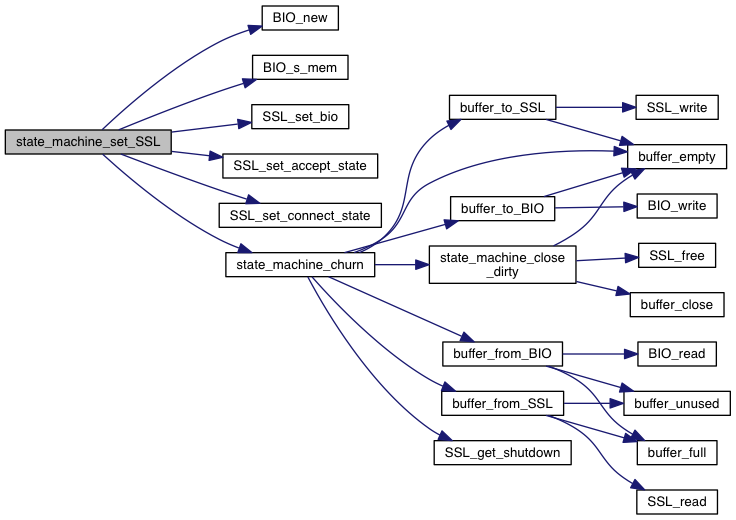 state_machine_set_SSL
BIO_new
BIO_s_mem
SSL_set_bio
SSL_set_accept_state
SSL_set_connect_state
state_machine_churn
buffer_to_SSL
buffer_to_BIO
state_machine_close
_dirty
buffer_from_BIO
buffer_from_SSL
SSL_get_shutdown
SSL_write
buffer_empty
BIO_write
SSL_free
buffer_close
BIO_read
buffer_unused
buffer_full
SSL_read